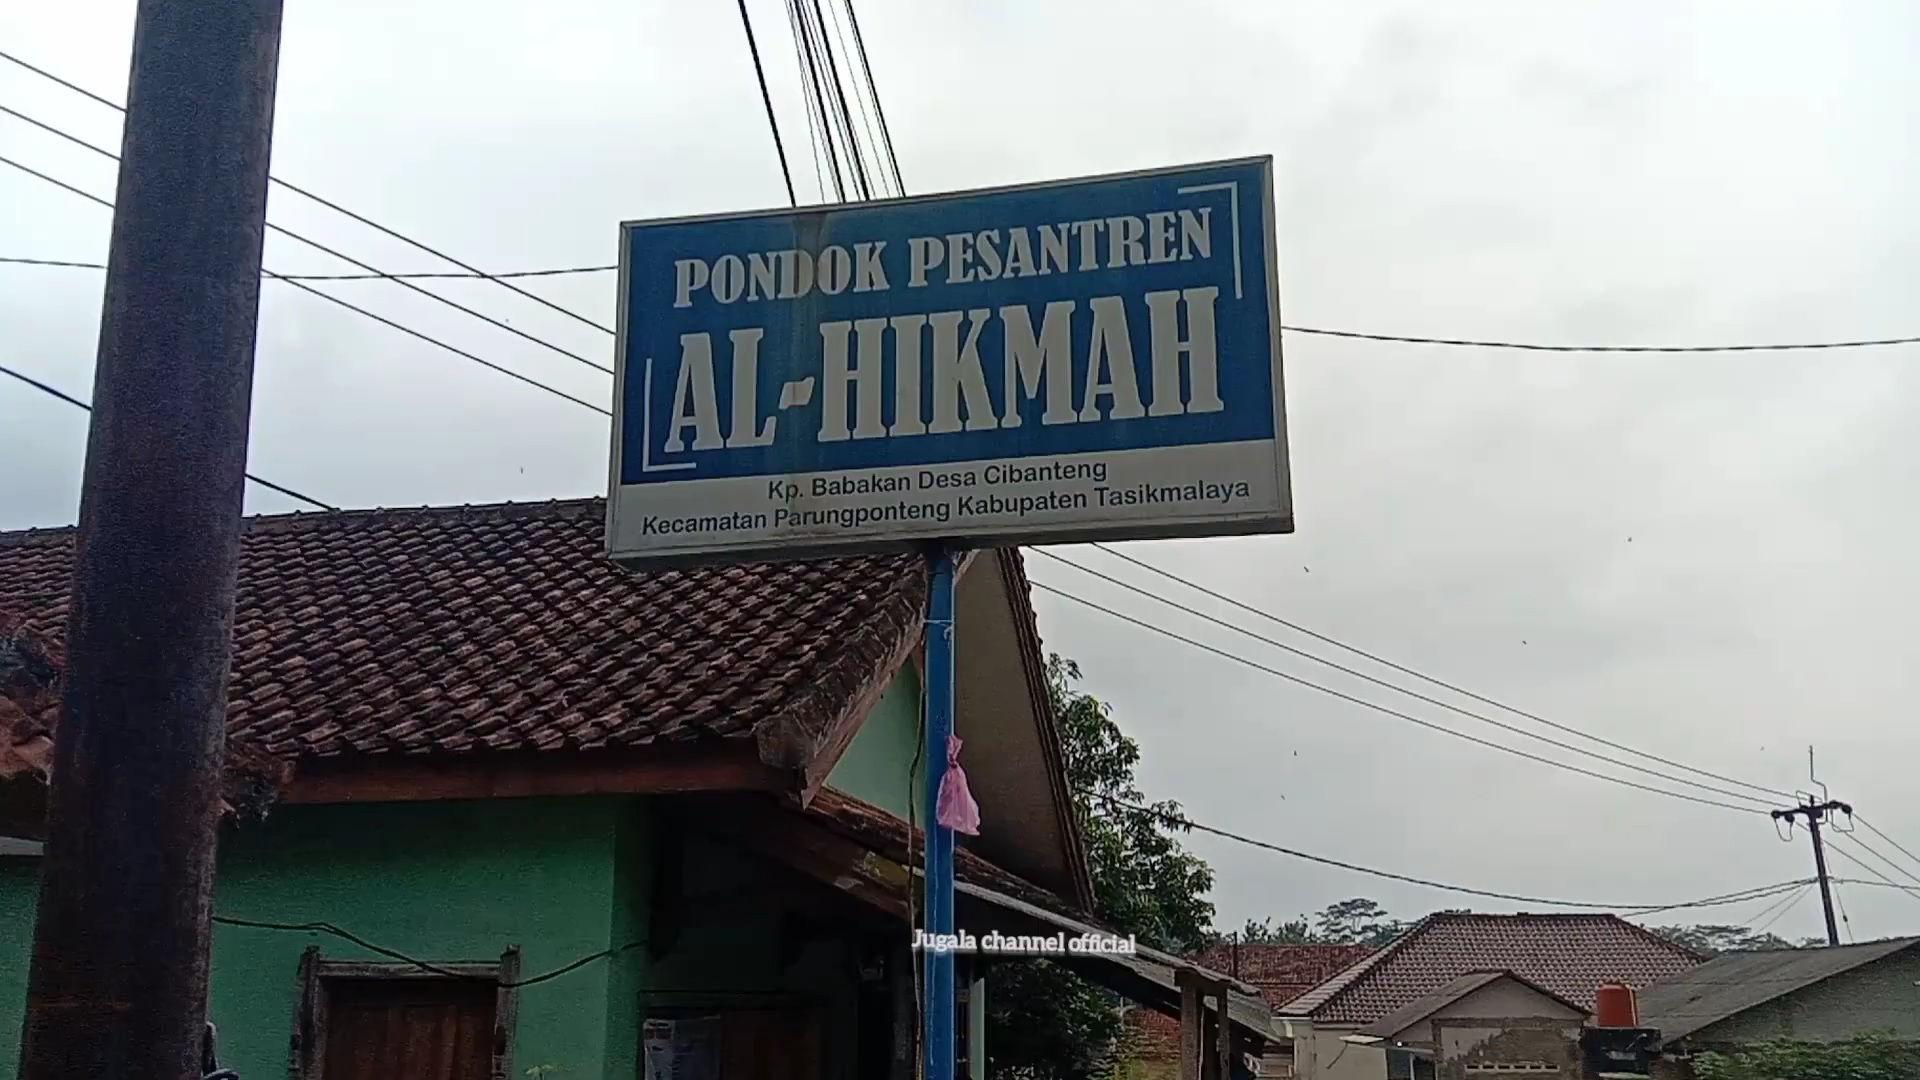 PONDOK PESANTREN
AL-HIKMAH
Kp. Babakan Desa Cibanteng
Kecamatan Parungponteng Kabupaten Tasikmalaya
Jugala channel official